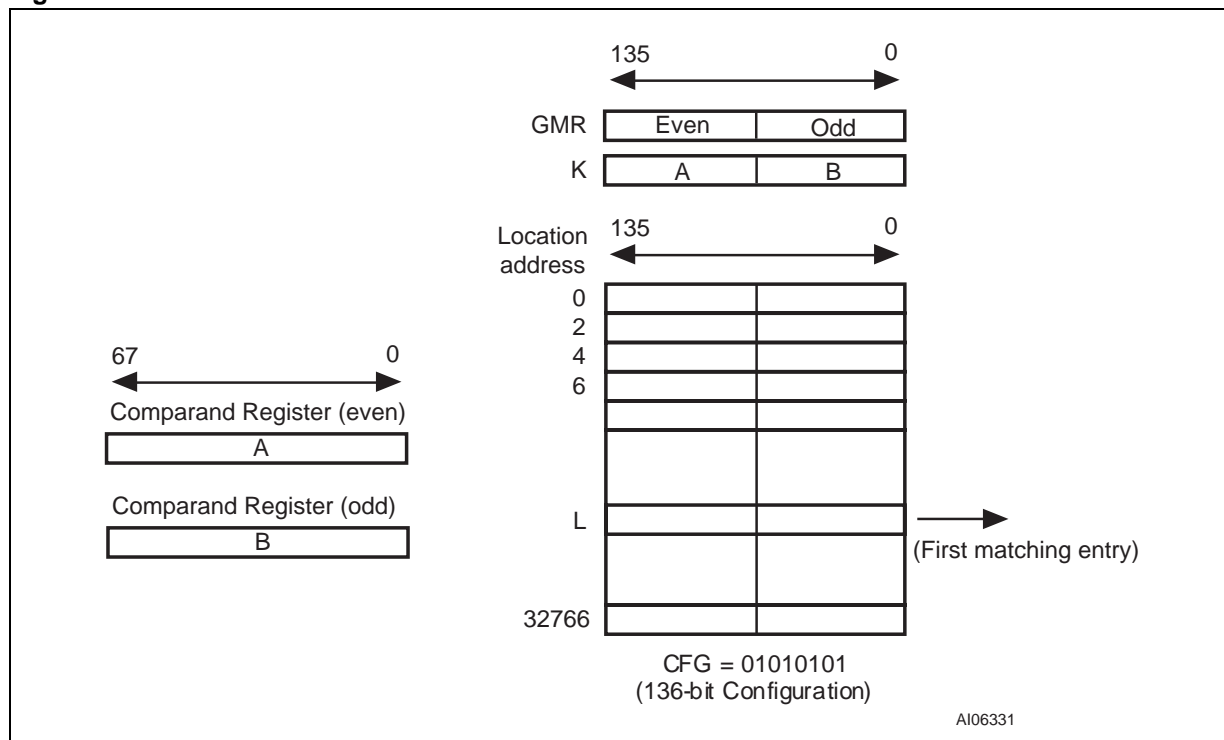 135 0
GMR Even Odd
K A B
Location
address
135 0
0
2
4
6
67 0
Comparand Register (even)
A
Comparand Register (odd)
B
L
(First matching entry)
32766
CFG = 01010101
(136-bit Configuration)
AI06331